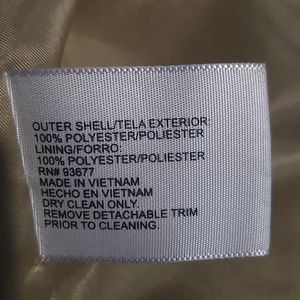 OUTER SHELL/TELA EXTERIOR:
100% POLYESTER/POLIESTER
LINING/FORRO:
100% POLYESTER/POLIESTER
RN# 93677
MADE IN VIETNAM
HECHO EN VIETNAM
DRY CLEAN ONLY.
REMOVE DETACHABLE TRIM
PRIOR TO CLEANING.